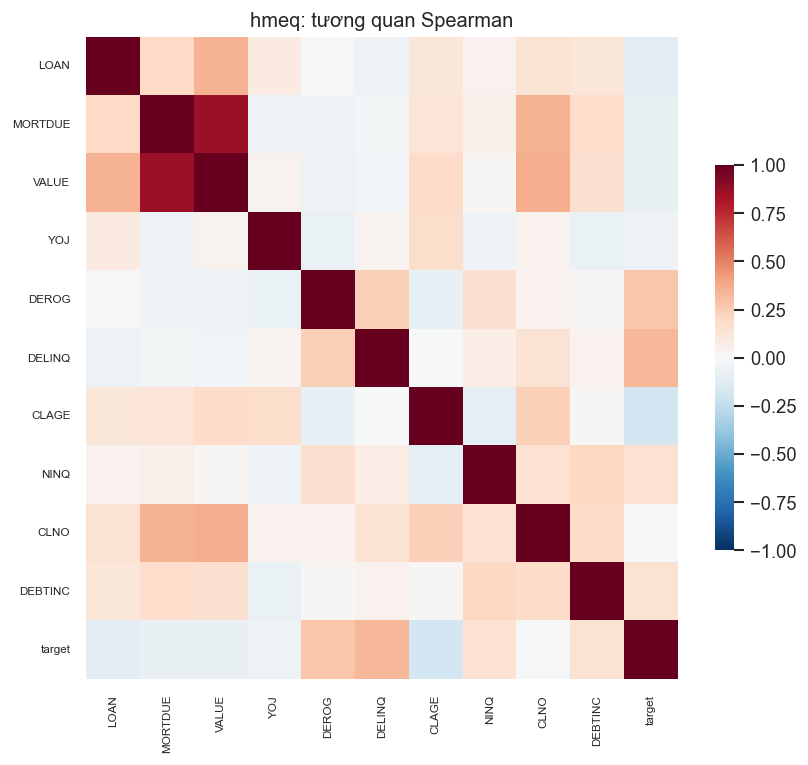 hmeq: tương quan Spearman
LOAN
MORTDUE
VALUE
YOJ
DEROG
DELINQ
CLAGE
NINQ
CLNO
DEBTINC
target
LOAN
MORTDUE
VALUE
YOJ
DEROG
DELINQ
CLAGE
NINQ
CLNO
DEBTINC
target
1.00
0.75
0.50
0.25
0.00
−0.25
−0.50
−0.75
−1.00